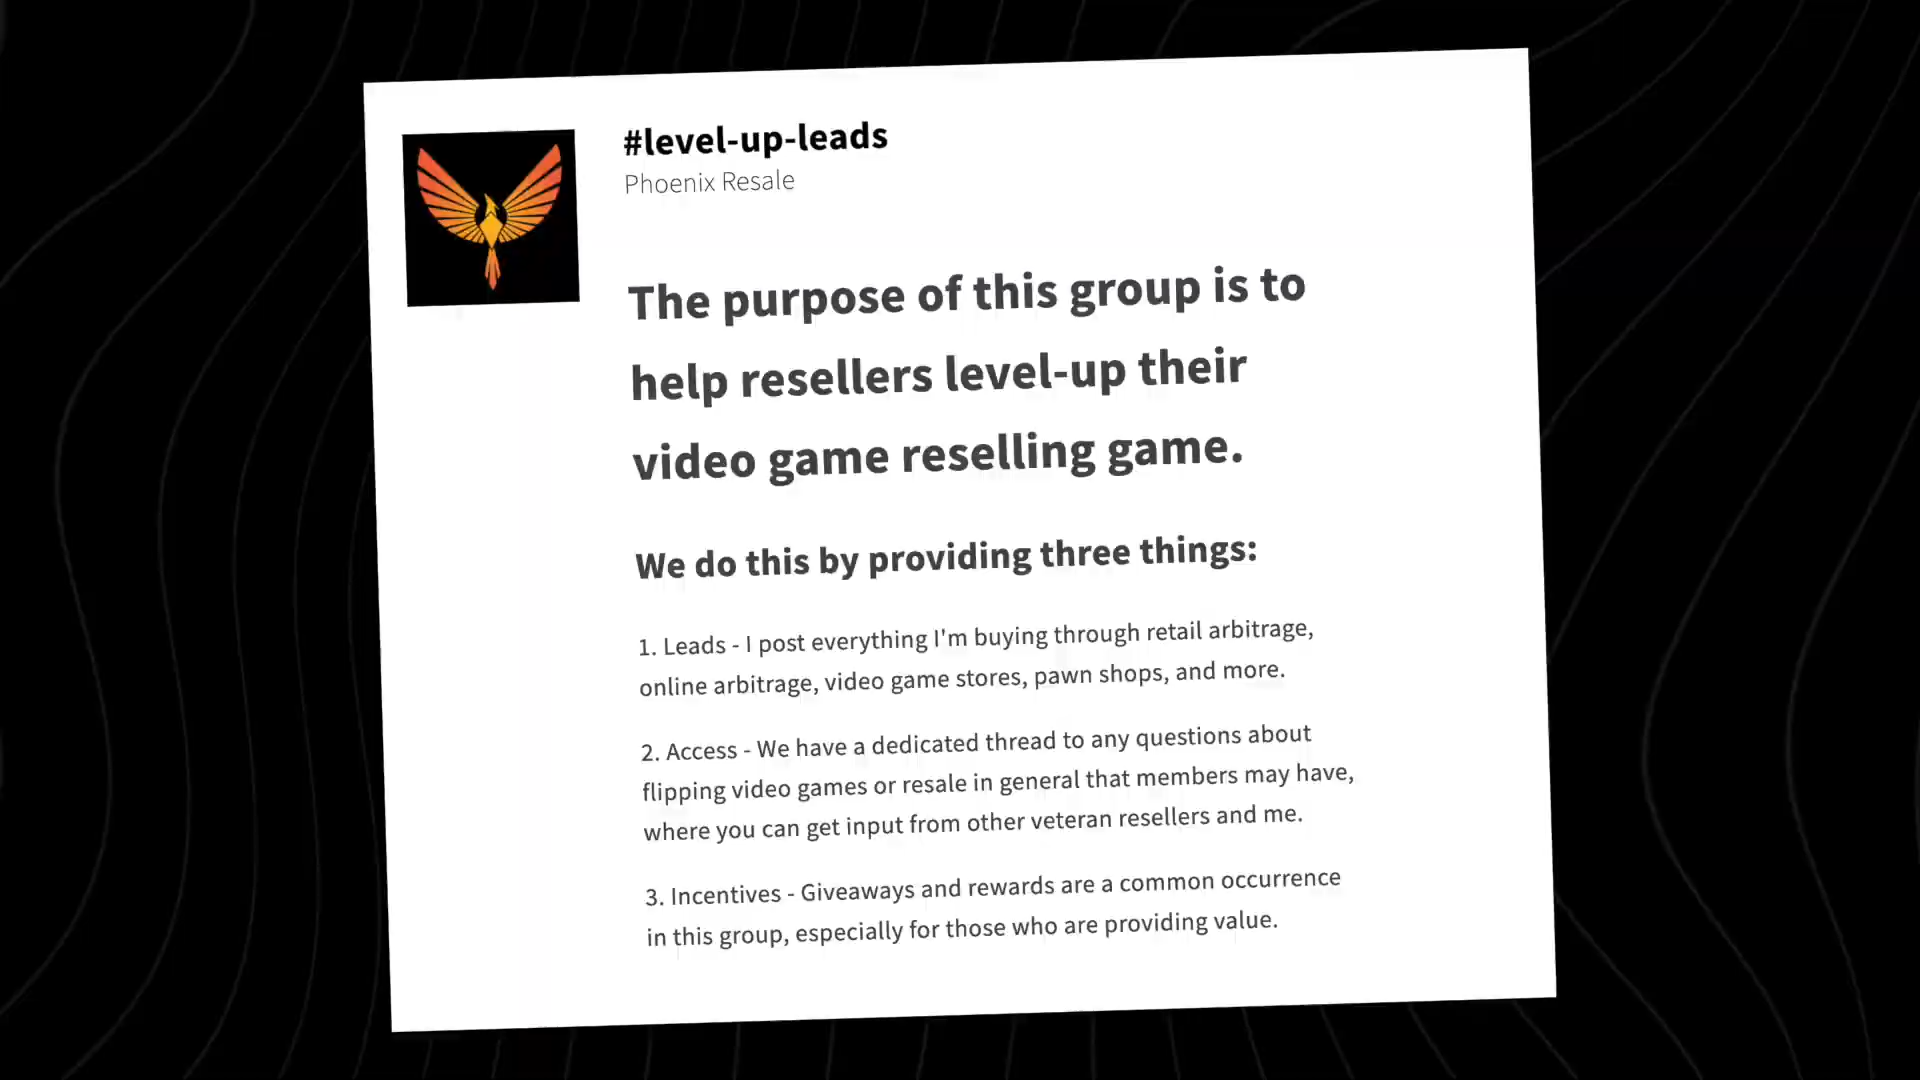 #level-up-leads
Phoenix Resale
The purpose of this group is to
help resellers level-up their
video game reselling game.
We do this by providing three things:
1. Leads - I post everything I'm buying through retail arbitrage,
online arbitrage, video game stores, pawn shops, and more.
2. Access - We have a dedicated thread to any questions about
flipping video games or resale in general that members may have,
where you can get input from other veteran resellers and me.
3. Incentives - Giveaways and rewards are a common occurrence
in this group, especially for those who are providing value.